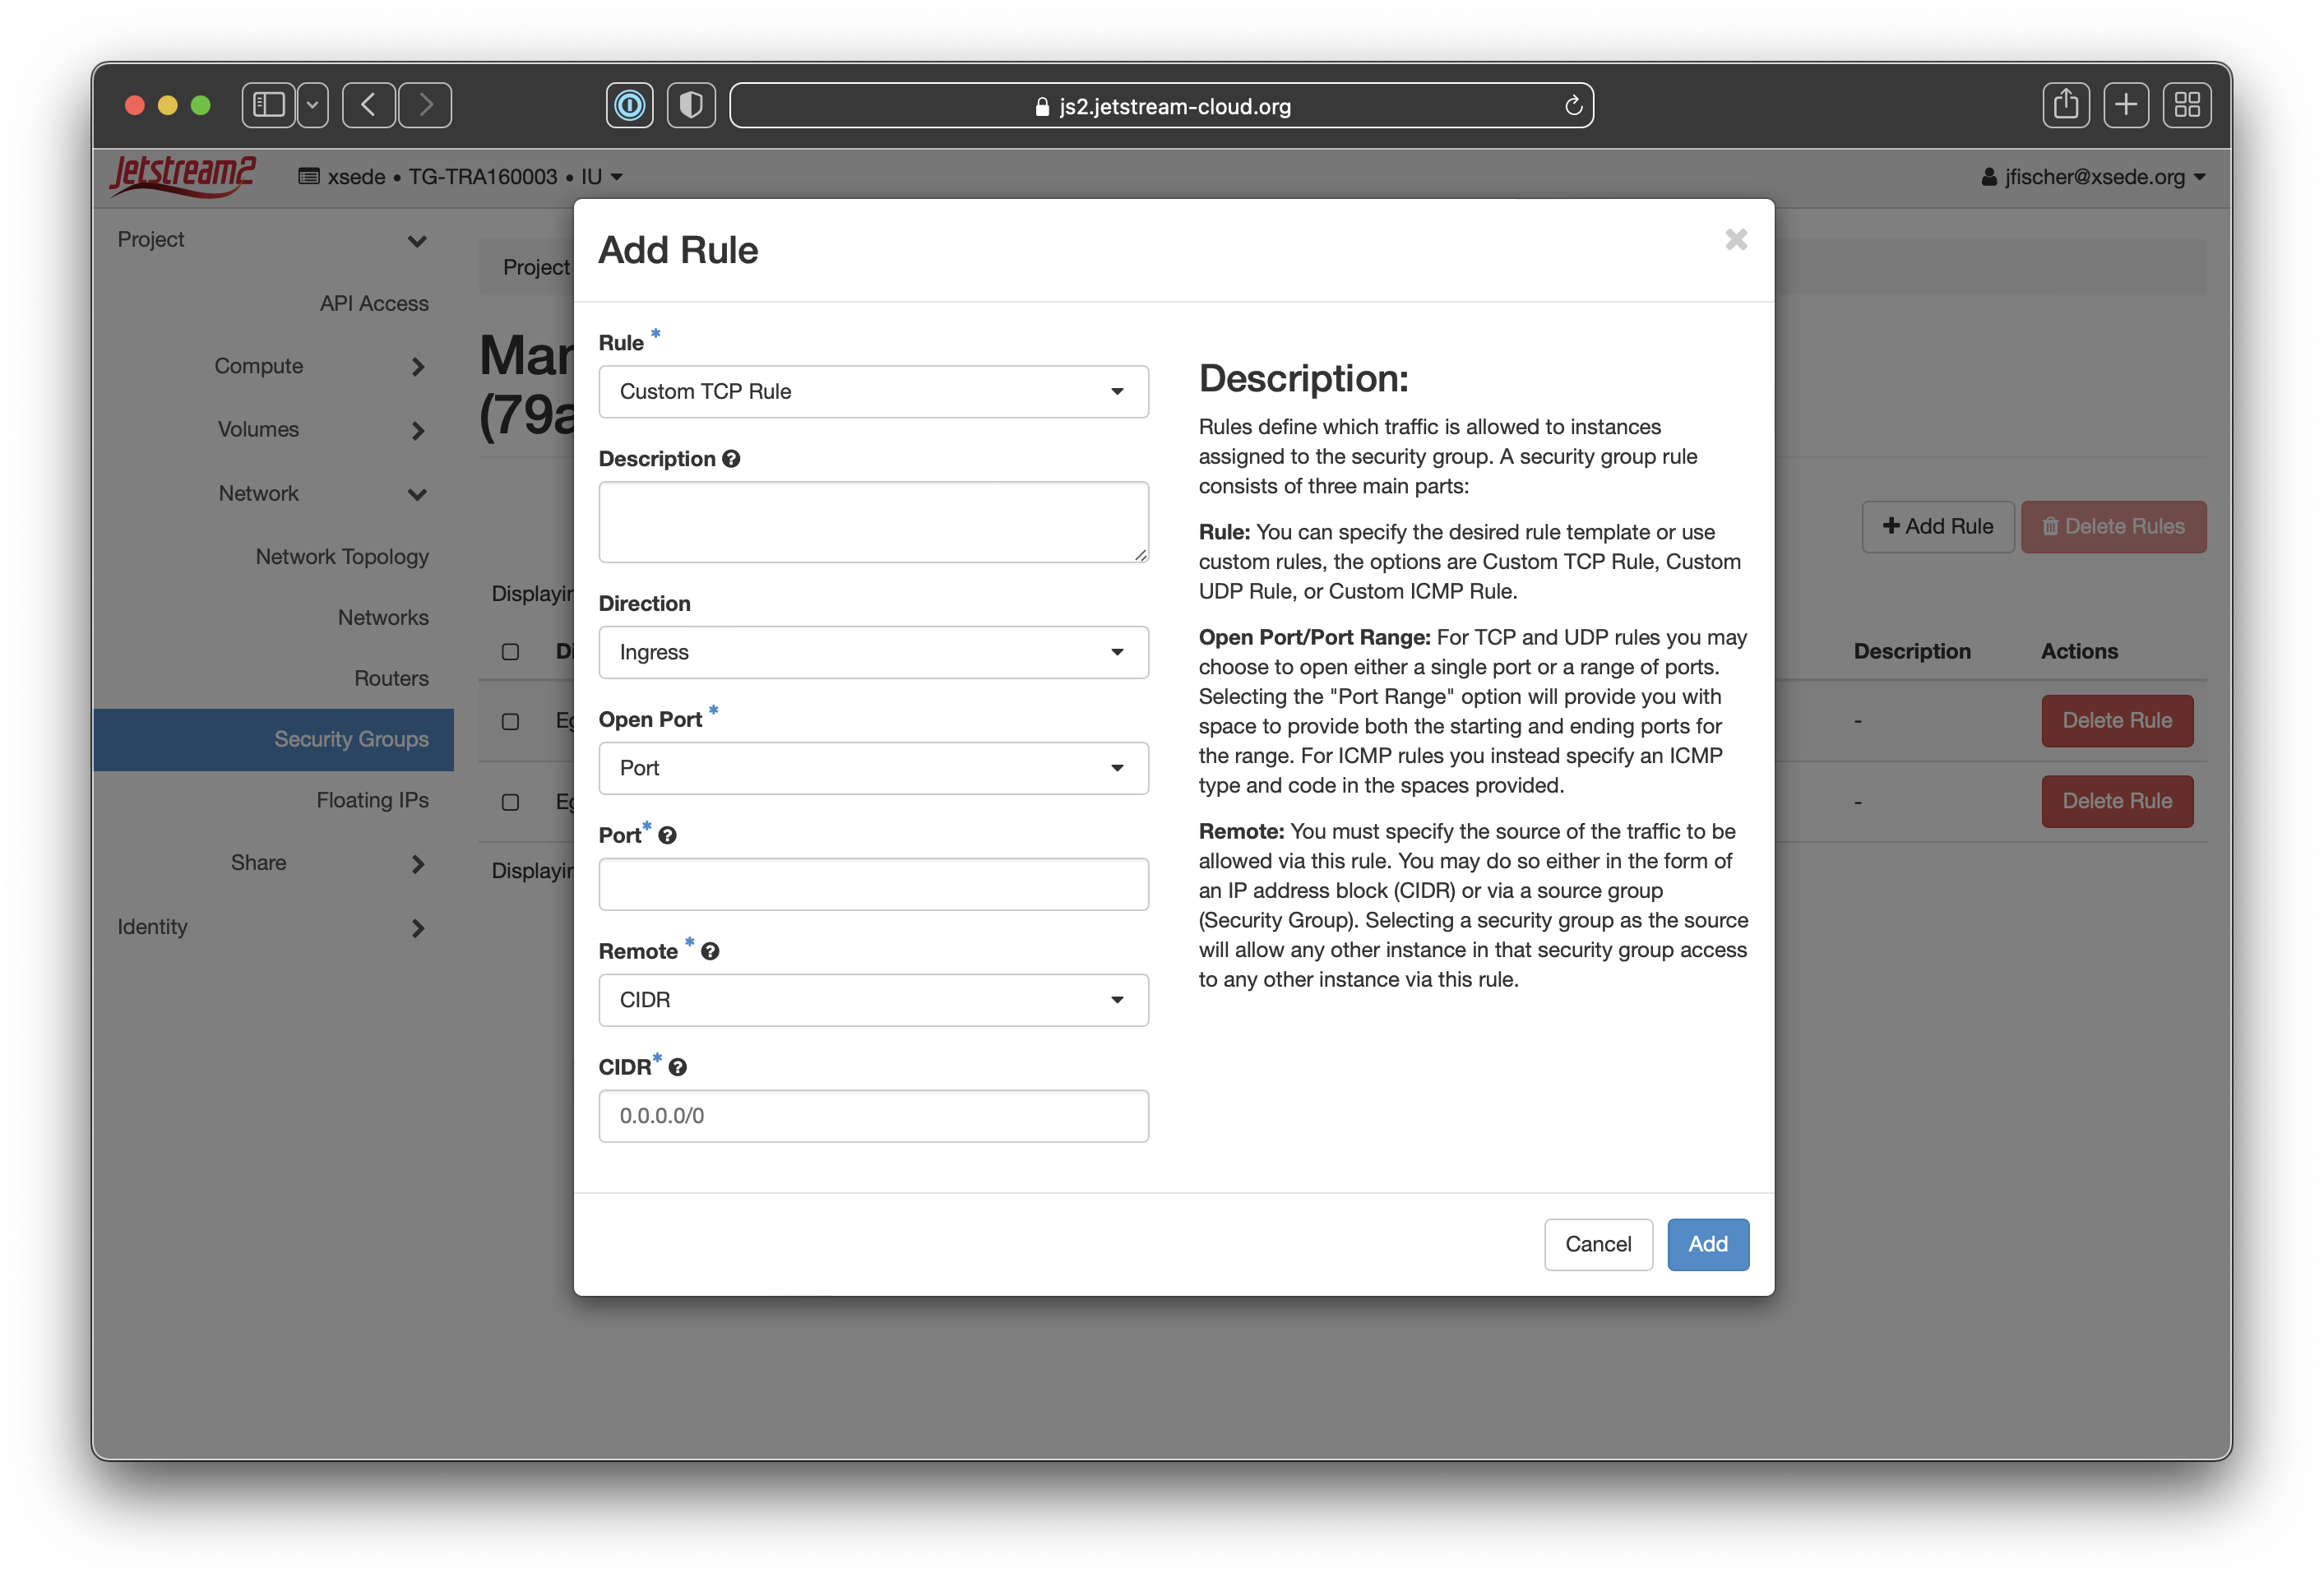 js2.jetstream-cloud.org
Jetstream2
xsede • TG-TRA160003 • IU
jfischer@xsede.org
Project
API Access
Compute
Volumes
Network
Network Topology
Networks
Routers
Security Groups
Floating IPs
Share
Identity
Project
(79a
Add Rule
Delete Rules
Description
Actions
-
Delete Rule
-
Delete Rule
Add Rule
Rule *
Custom TCP Rule
Description
Direction
Ingress
Open Port *
Port
Port*
Remote *
CIDR
CIDR*
0.0.0.0/0
Description:
Rules define which traffic is allowed to instances
assigned to the security group. A security group rule
consists of three main parts:
Rule: You can specify the desired rule template or use
custom rules, the options are Custom TCP Rule, Custom
UDP Rule, or Custom ICMP Rule.
Open Port/Port Range: For TCP and UDP rules you may
choose to open either a single port or a range of ports.
Selecting the "Port Range" option will provide you with
space to provide both the starting and ending ports for
the range. For ICMP rules you instead specify an ICMP
type and code in the spaces provided.
Remote: You must specify the source of the traffic to be
allowed via this rule. You may do so either in the form of
an IP address block (CIDR) or via a source group
(Security Group). Selecting a security group as the source
will allow any other instance in that security group access
to any other instance via this rule.
Cancel
Add